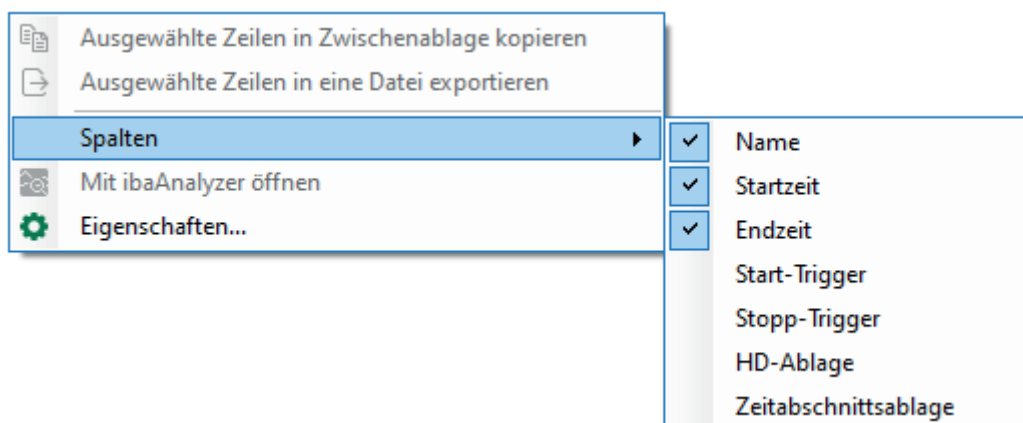 Ausgewählte Zeilen in Zwischenablage kopieren
Ausgewählte Zeilen in eine Datei exportieren
Spalten
Mit ibaAnalyzer öffnen
Eigenschaften...
Name
Startzeit
Endzeit
Start-Trigger
Stopp-Trigger
HD-Ablage
Zeitabschnittsablage